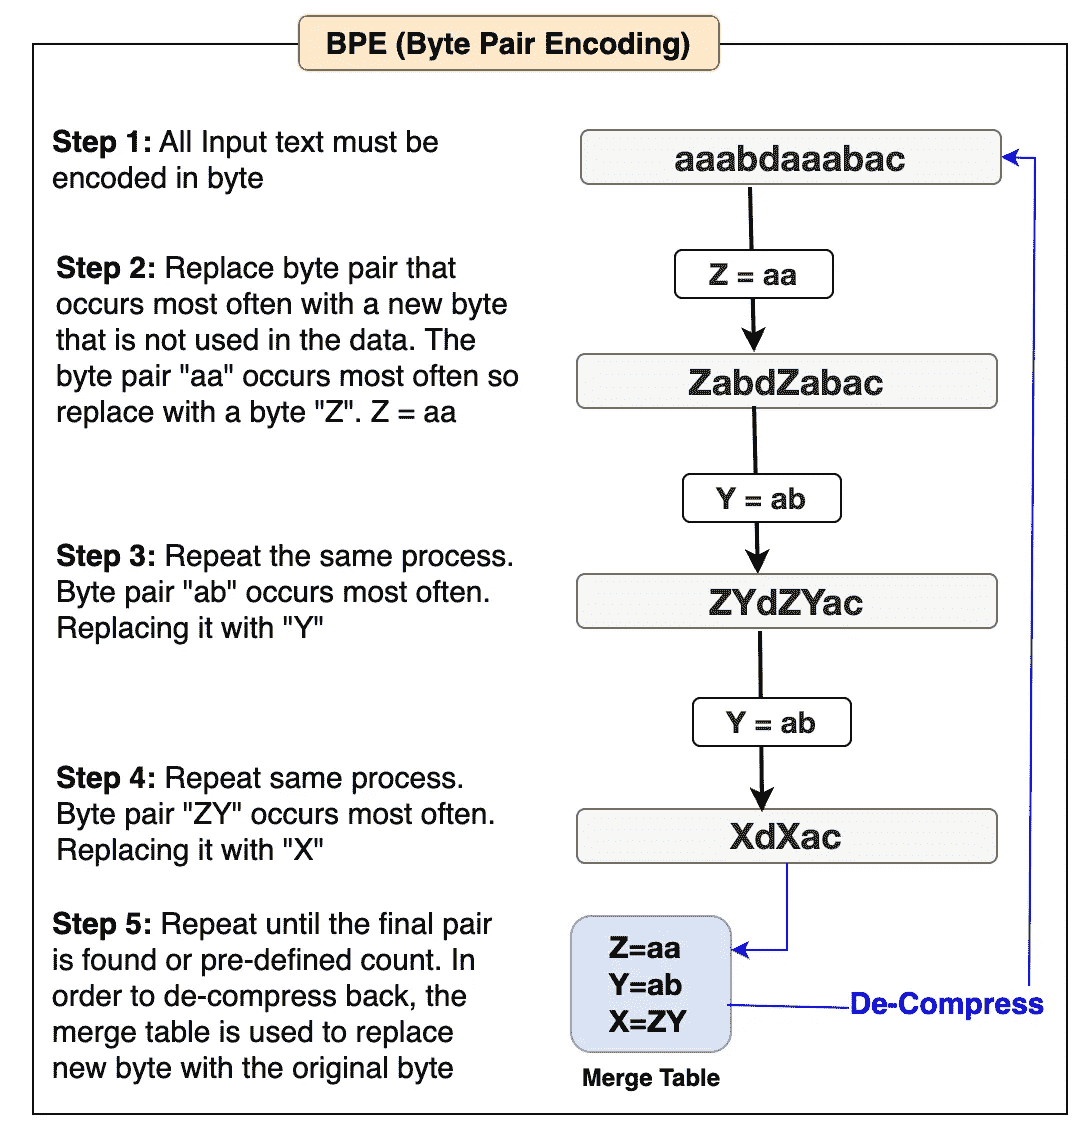 BPE (Byte Pair Encoding)
Step 1: All Input text must be
encoded in byte
aaabdaaabac
Step 2: Replace byte pair that
occurs most often with a new byte
that is not used in the data. The
byte pair "aa" occurs most often so
replace with a byte "Z". Z = aa
Z = aa
ZabdZabac
Y = ab
Step 3: Repeat the same process.
Byte pair "ab" occurs most often.
Replacing it with "Y"
ZYdZYac
Y = ab
Step 4: Repeat same process.
Byte pair "ZY" occurs most often.
Replacing it with "X"
XdXac
Step 5: Repeat until the final pair
is found or pre-defined count. In
order to de-compress back, the
merge table is used to replace
new byte with the original byte
Z=aa
Y=ab
X=ZY
De-Compress
Merge Table